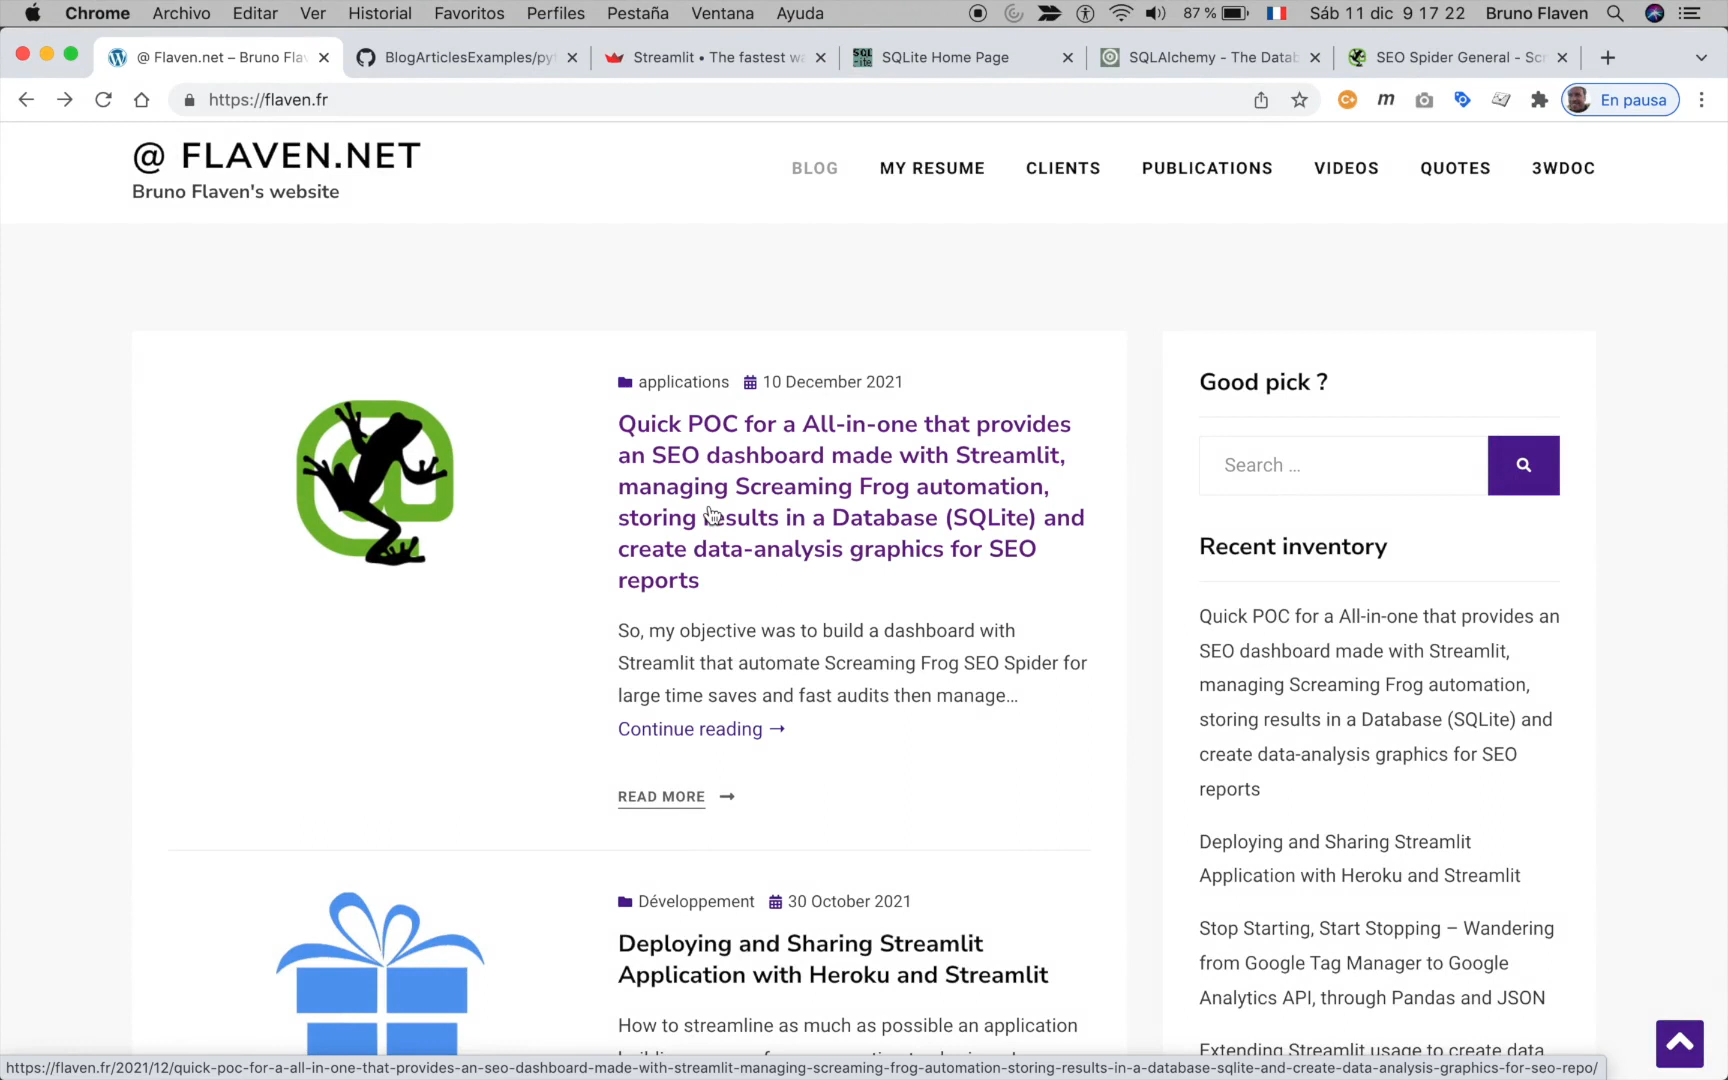 Chrome Archivo Editar Ver Historial Favoritos Perfiles Pestaña Ventana Ayuda 87 % Sáb 11 dic 9 17 22 Bruno Flaven
@ Flaven.net – Bruno Fla
BlogArticlesExamples/py
Streamlit • The fastest wa
SQLite Home Page
SQLAlchemy - The Datab
SEO Spider General - Scr
https://flaven.fr
En pausa
@ FLAVEN.NET
Bruno Flaven's website
BLOG MY RESUME CLIENTS PUBLICATIONS VIDEOS QUOTES 3WDOC
applications 10 December 2021
Quick POC for a All-in-one that provides
an SEO dashboard made with Streamlit,
managing Screaming Frog automation,
storing results in a Database (SQLite) and
create data-analysis graphics for SEO
reports
So, my objective was to build a dashboard with
Streamlit that automate Screaming Frog SEO Spider for
large time saves and fast audits then manage…
Continue reading →
READ MORE →
Développement 30 October 2021
Deploying and Sharing Streamlit
Application with Heroku and Streamlit
How to streamline as much as possible an application
Good pick ?
Search …
Recent inventory
Quick POC for a All-in-one that provides an
SEO dashboard made with Streamlit,
managing Screaming Frog automation,
storing results in a Database (SQLite) and
create data-analysis graphics for SEO
reports
Deploying and Sharing Streamlit
Application with Heroku and Streamlit
Stop Starting, Start Stopping – Wandering
from Google Tag Manager to Google
Analytics API, through Pandas and JSON
Extending Streamlit usage to create data
https://flaven.fr/2021/12/quick-poc-for-a-all-in-one-that-provides-an-seo-dashboard-made-with-streamlit-managing-screaming-frog-automation-storing-results-in-a-database-sqlite-and-create-data-analysis-graphics-for-seo-repo/